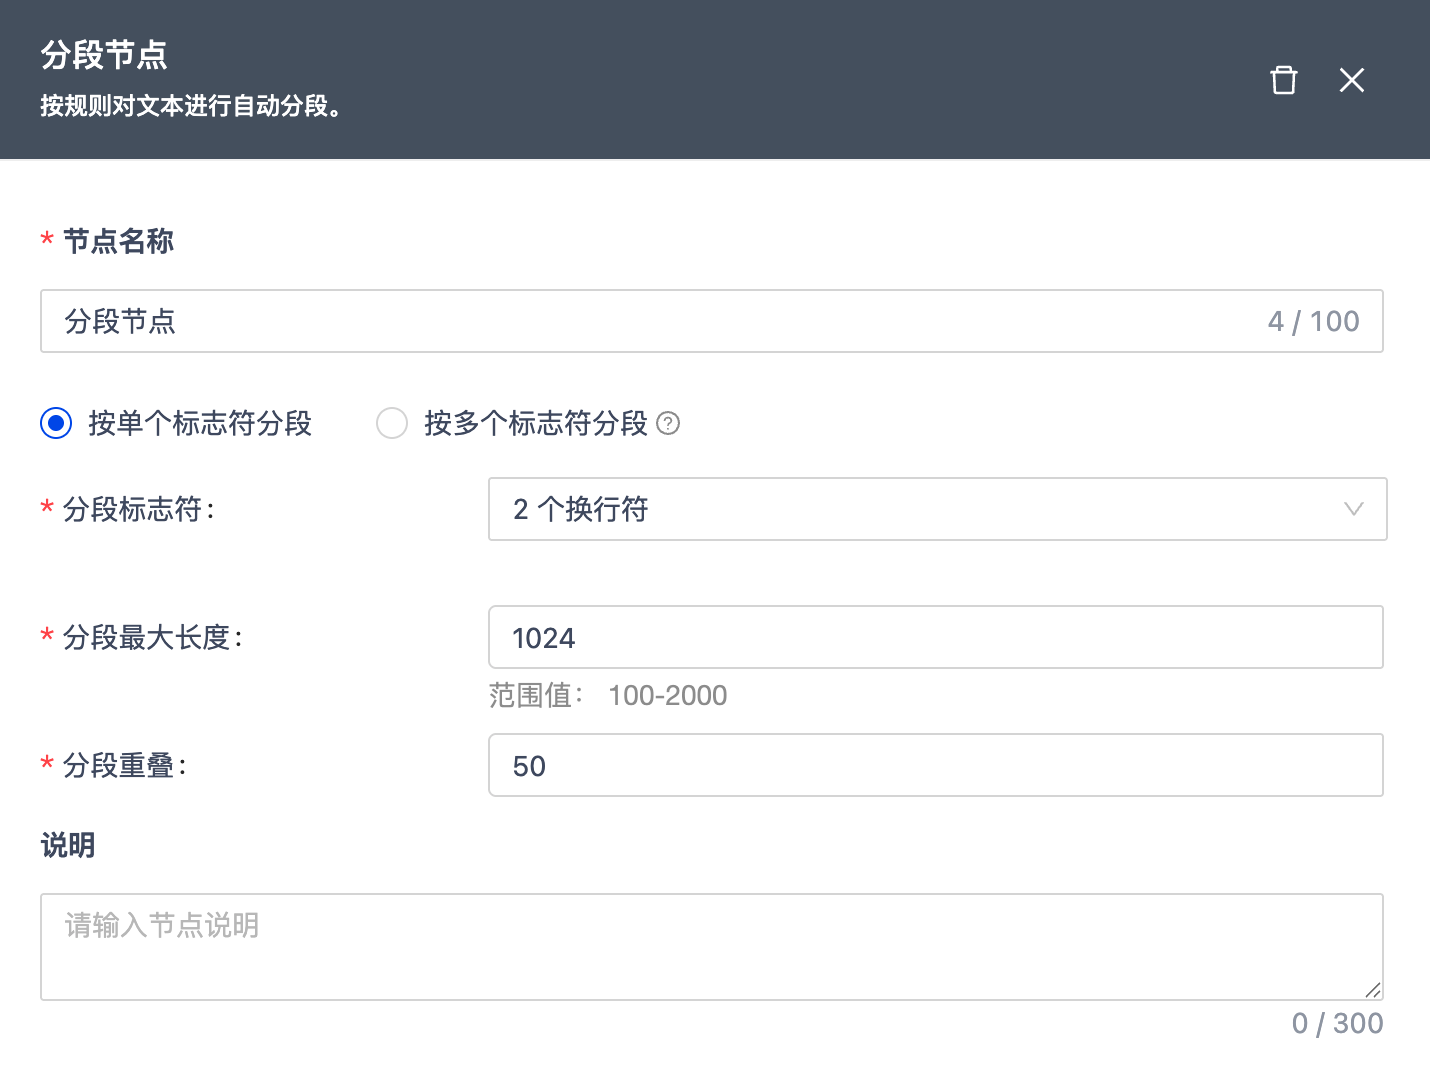 分段节点
按规则对文本进行自动分段。
* 节点名称
分段节点 4 / 100
按单个标志符分段 按多个标志符分段 ?
* 分段标志符: 2 个换行符
* 分段最大长度: 1024
范围值: 100-2000
* 分段重叠: 50
说明
请输入节点说明
0 / 300